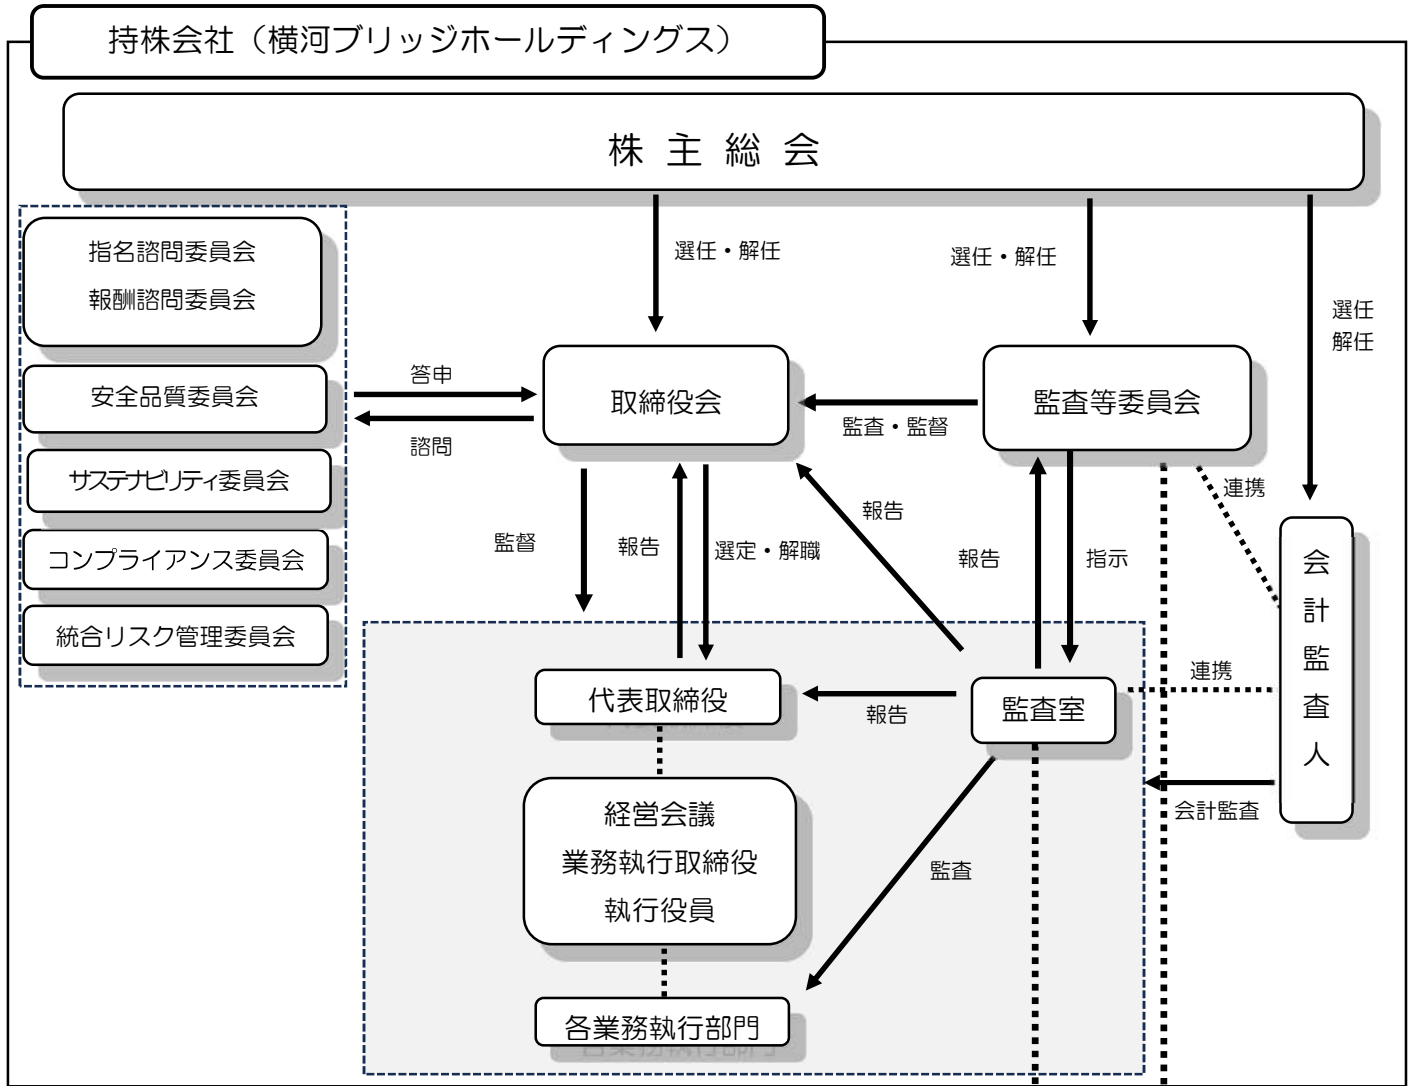 持株会社（横河ブリッジホールディングス）
株主総会
選任・解任
選任・解任
選任
解任
指名諮問委員会
報酬諮問委員会
安全品質委員会
サステナビリティ委員会
コンプライアンス委員会
統合リスク管理委員会
答申
諮問
取締役会
監査・監督
監査等委員会
監督
報告
選定・解職
報告
報告
指示
連携
会計監査人
代表取締役
報告
監査室
連携
会計監査
経営会議
業務執行取締役
執行役員
監査
各業務執行部門